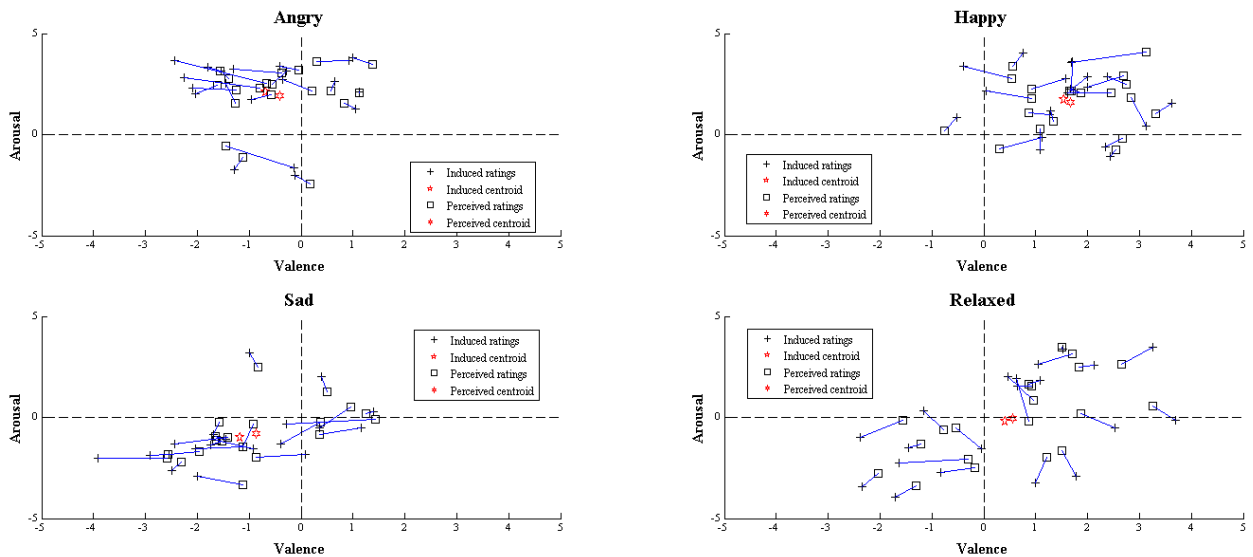 Angry
5
0
-5
Arousal
-5 -4 -3 -2 -1 0 1 2 3 4 5
Valence
Induced ratings
Induced centroid
Perceived ratings
Perceived centroid
Happy
5
0
-5
Arousal
-5 -4 -3 -2 -1 0 1 2 3 4 5
Valence
Induced ratings
Induced centroid
Perceived ratings
Perceived centroid
Sad
5
0
-5
Arousal
-5 -4 -3 -2 -1 0 1 2 3 4 5
Valence
Induced ratings
Induced centroid
Perceived ratings
Perceived centroid
Relaxed
5
0
-5
Arousal
-5 -4 -3 -2 -1 0 1 2 3 4 5
Valence
Induced ratings
Induced centroid
Perceived ratings
Perceived centroid